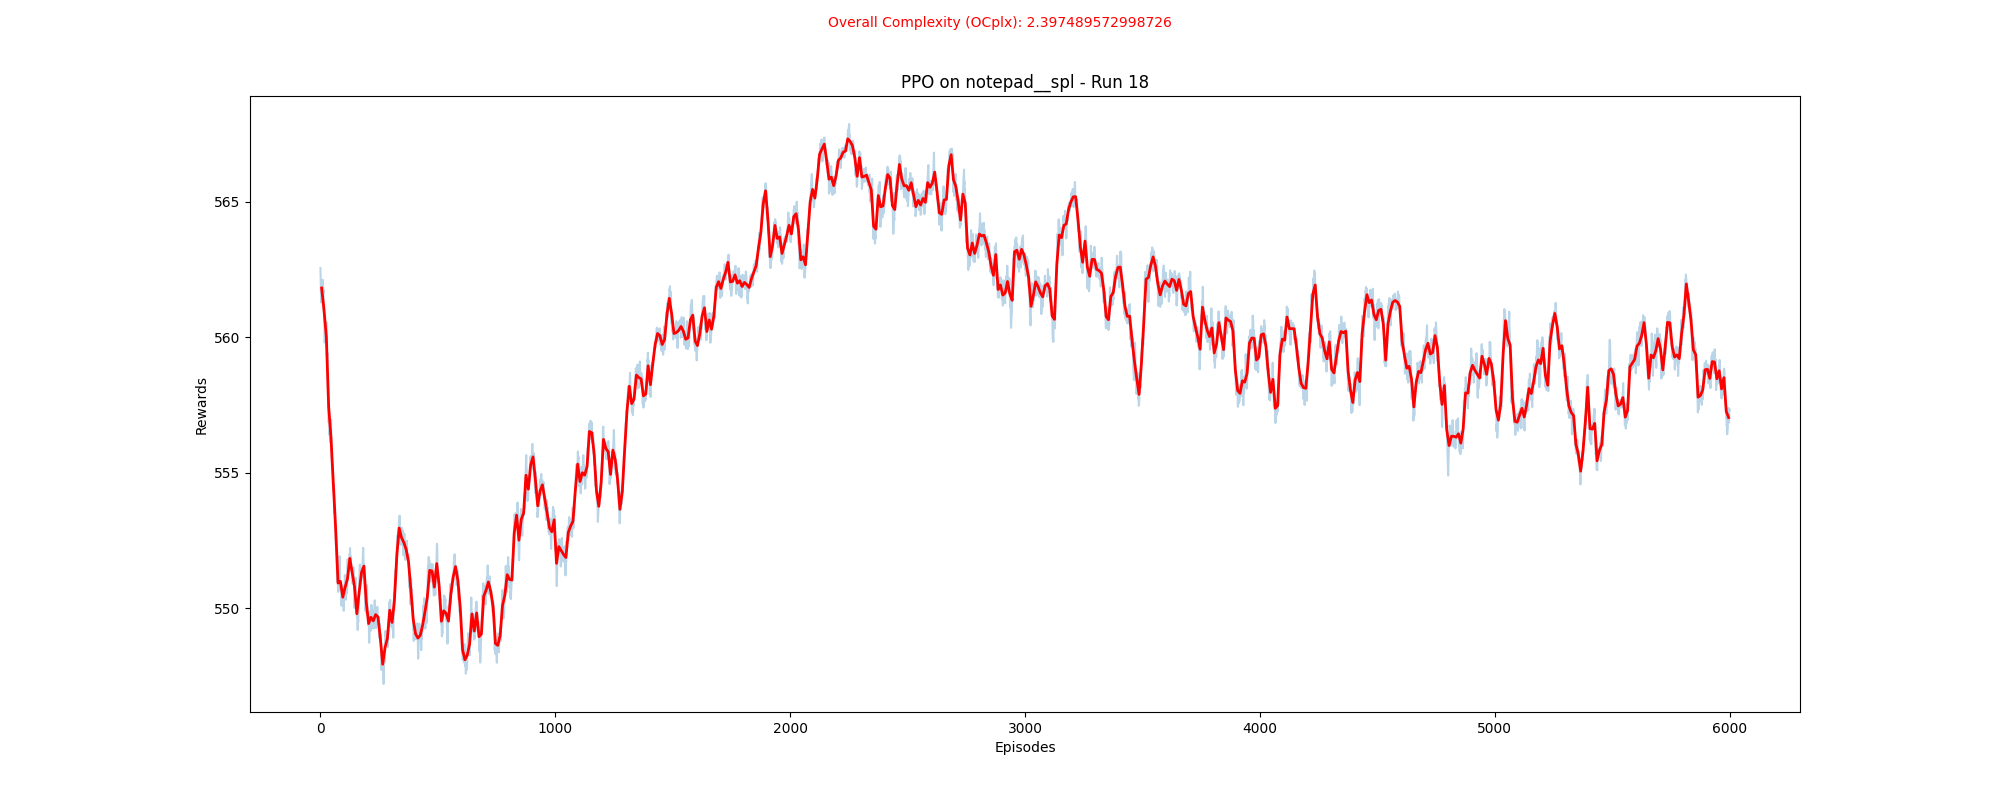 Overall Complexity (OCplx): 2.397489572998726
PPO on notepad__spl - Run 18
Rewards
565
560
555
550
0 1000 2000 3000 4000 5000 6000
Episodes